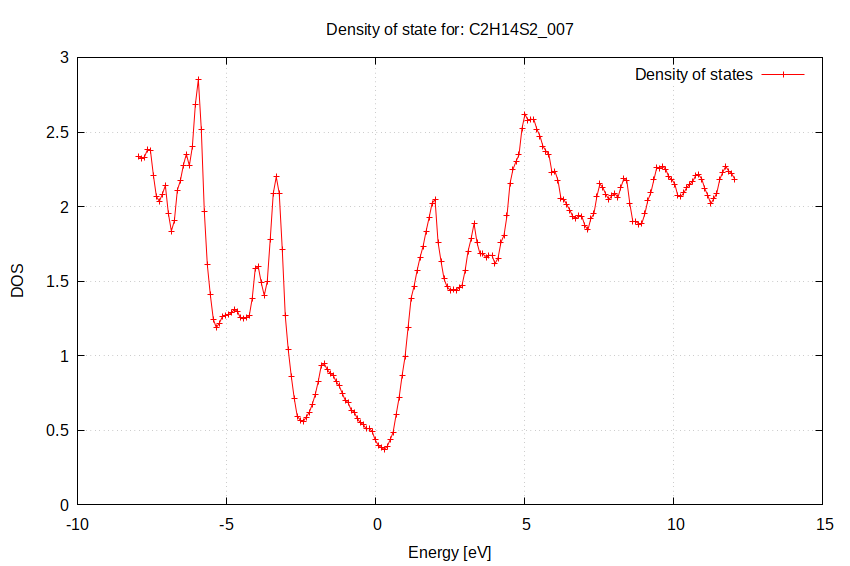 Density of state for: C2H14S2_007
Density of states
3
2.5
2
1.5
1
0.5
0
DOS
-10 -5 0 5 10 15
Energy [eV]